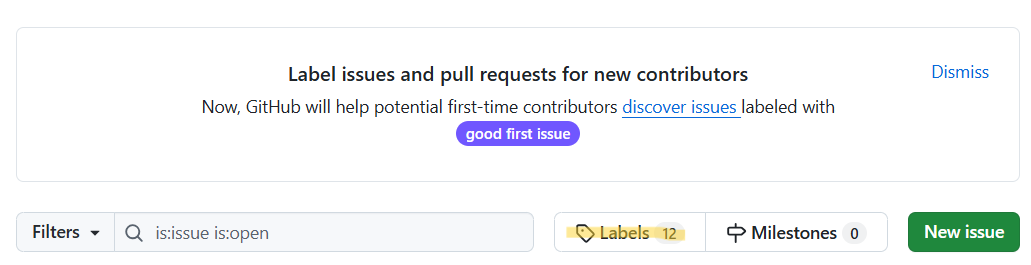 Label issues and pull requests for new contributors
Dismiss
Now, GitHub will help potential first-time contributors discover issues labeled with
good first issue
Filters
is:issue is:open
Labels 12
Milestones 0
New issue